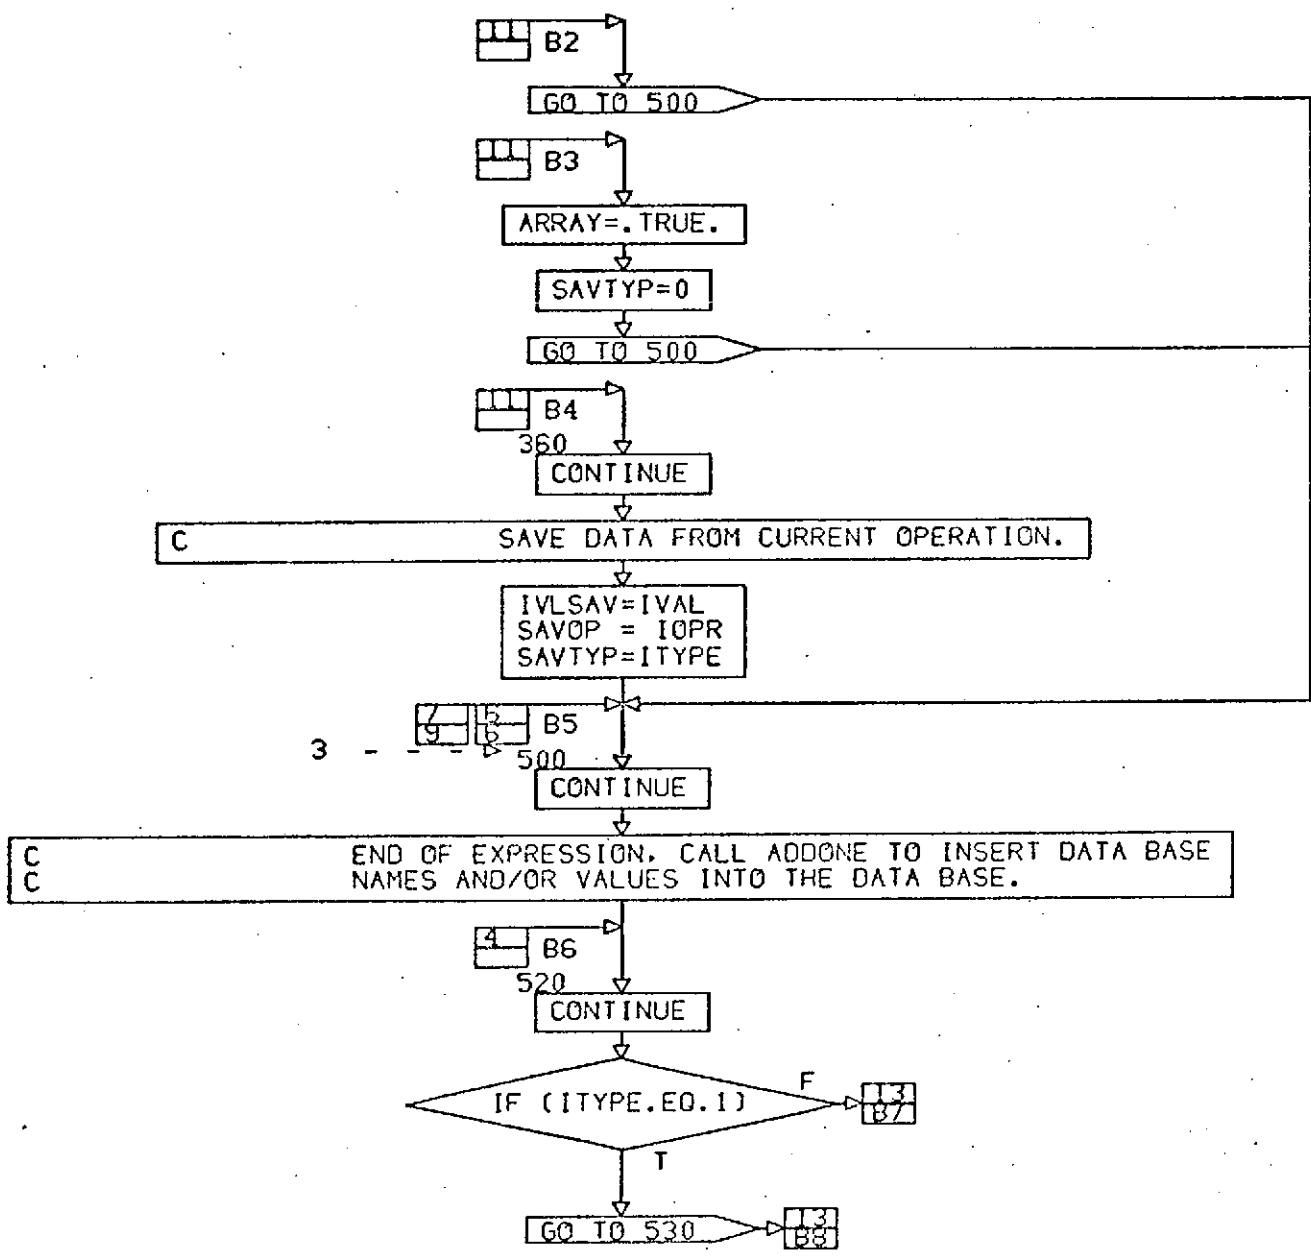 B2
GO TO 500
B3
ARRAY=.TRUE.
SAVTYP=0
GO TO 500
B4
360
CONTINUE
C SAVE DATA FROM CURRENT OPERATION.
IVLSAV=IVAL
SAVOP = IOPR
SAVTYP=ITYPE
7 5 B5
9 6
3 - - - 500
CONTINUE
C END OF EXPRESSION. CALL ADDONE TO INSERT DATA BASE
C NAMES AND/OR VALUES INTO THE DATA BASE.
4 B6
520
CONTINUE
IF (ITYPE.EQ.1) F 13
B7
T
GO TO 530 13
B8